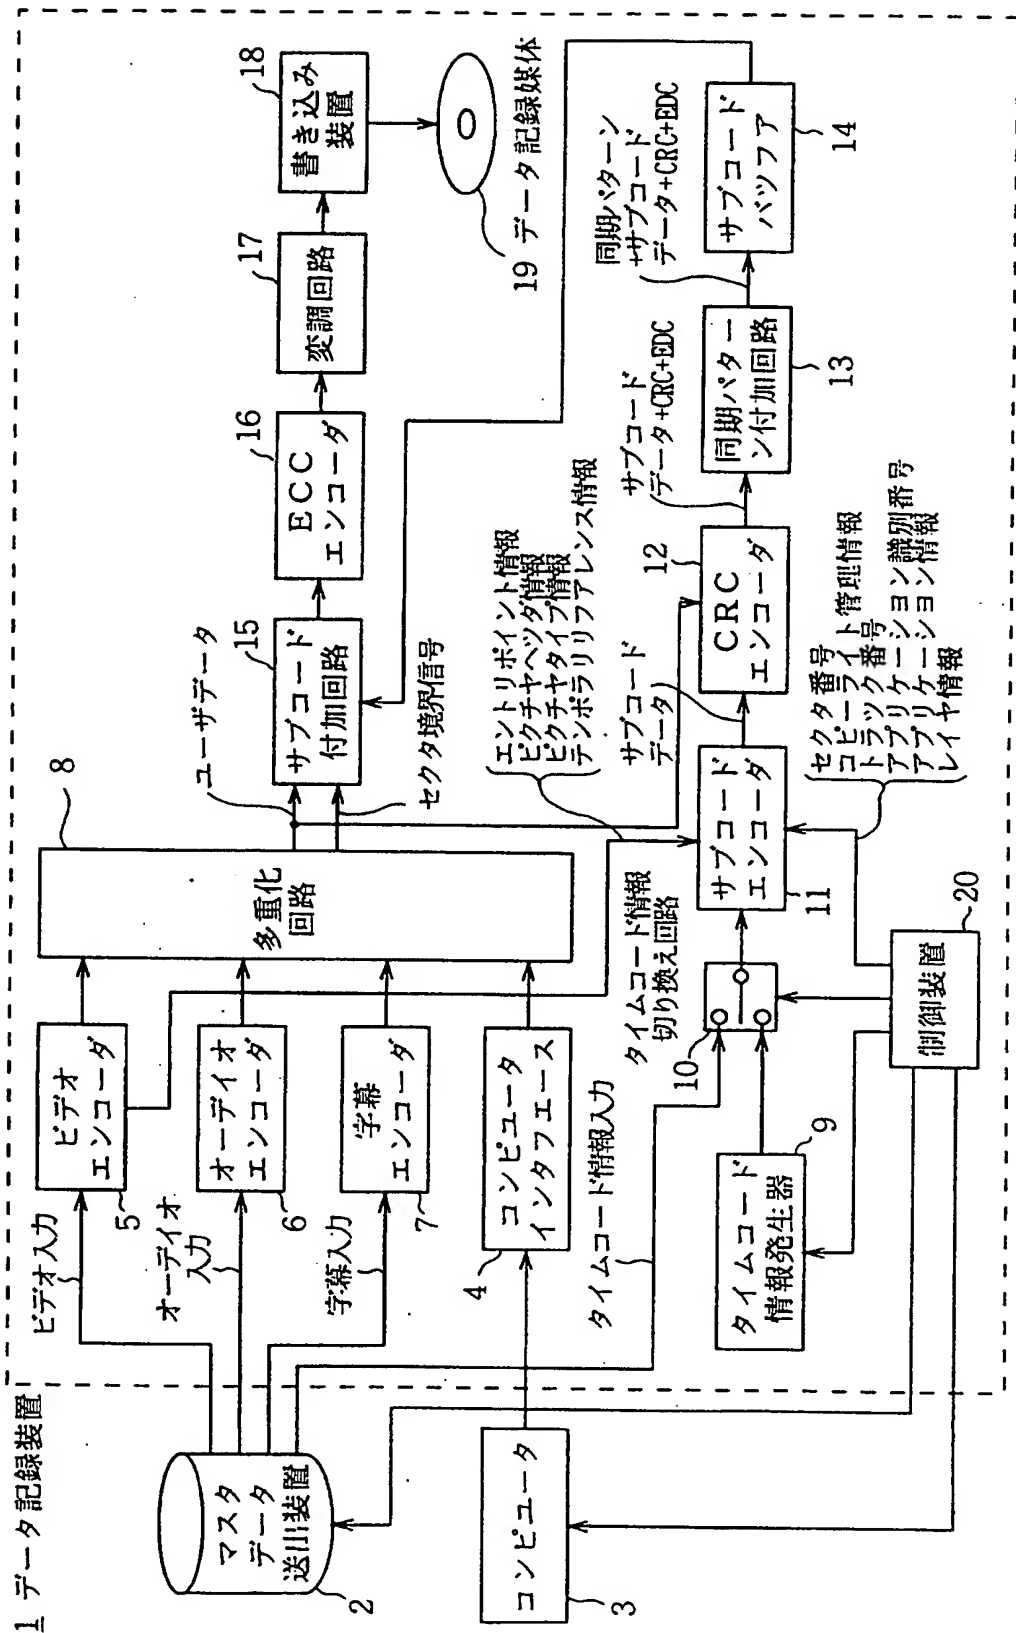 1 データ記録装置
マスタ
データ
送出装置
2
コンピュータ
3
ビデオ入力
オーディオ
入力
字幕入力
タイムコード情報入力
ビデオ
エンコーダ
5
オーディオ
エンコーダ
6
字幕
エンコーダ
7
コンピュータ
インタフエース
4
タイムコード
情報発生器
9
タイムコード情報
切り換え回路
10
制御装置
20
多重化
回路
8
ユーザデータ
セクタ境界信号
エントリポイント情報
ピクチヤヘツダ情報
ピクチヤタイプ情報
テンポラリリフアレンス情報
サブコード
エンコーダ
11
セクタ番号
コピーライト管理情報
トラック番号
アプリケーション識別番号
アプリケーション情報
レイヤ情報
サブコード
データ
サブコード
付加回路
15
CRC
エンコーダ
12
ECC
エンコーダ
16
サブコード
データ+CRC+EDC
同期パター
ン付加回路
13
変調回路
17
同期パターン
+サブコード
データ+CRC+EDC
サブコード
バツフア
14
書き込み
装置
18
19 データ記録媒体